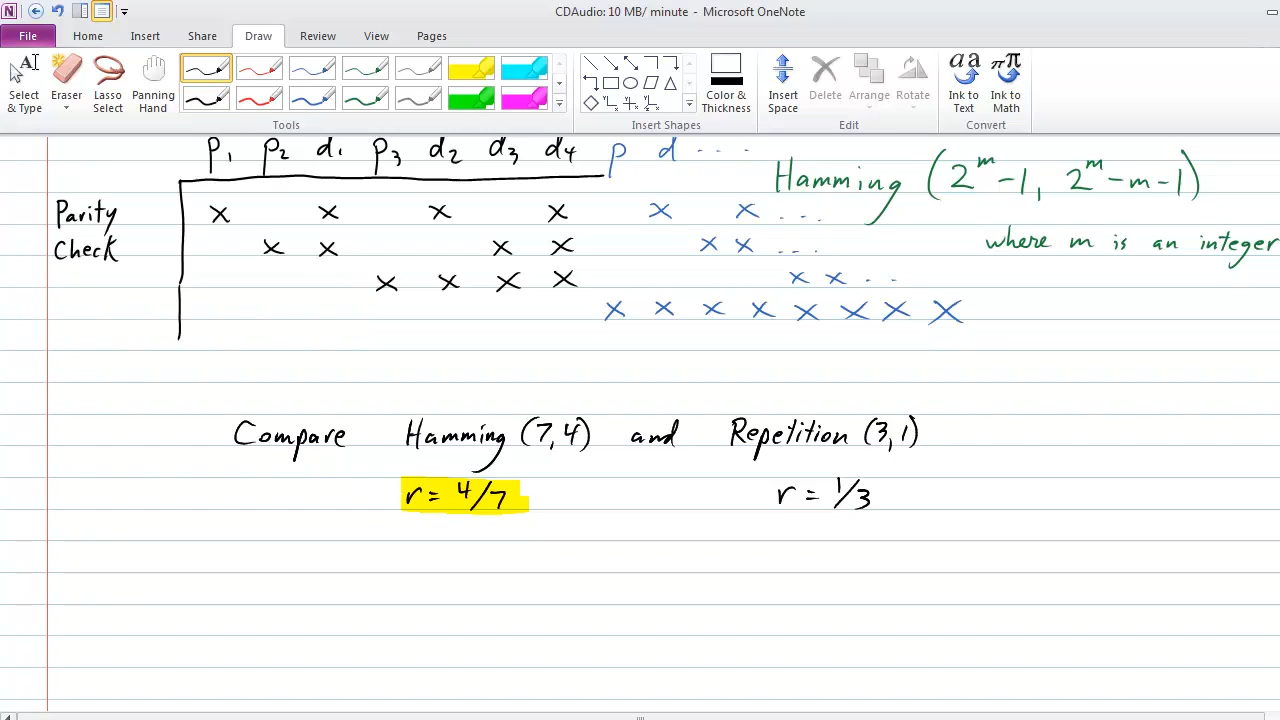 CDAudio: 10 MB/ minute - Microsoft OneNote
File Home Insert Share Draw Review View Pages
Select & Type Eraser Lasso Select Panning Hand Color & Thickness Insert Space Delete Arrange Rotate Ink to Text Ink to Math
Tools Insert Shapes Edit Convert
p1 p2 d1 p3 d2 d3 d4 p d ...
Hamming (2^m-1, 2^m-m-1)
where m is an integer
Parity x x x x x x ...
Check x x x x x x ...
x x x x x x ..
x x x x x x x x
Compare Hamming (7,4) and Repetition (3,1)
r = 4/7 r = 1/3